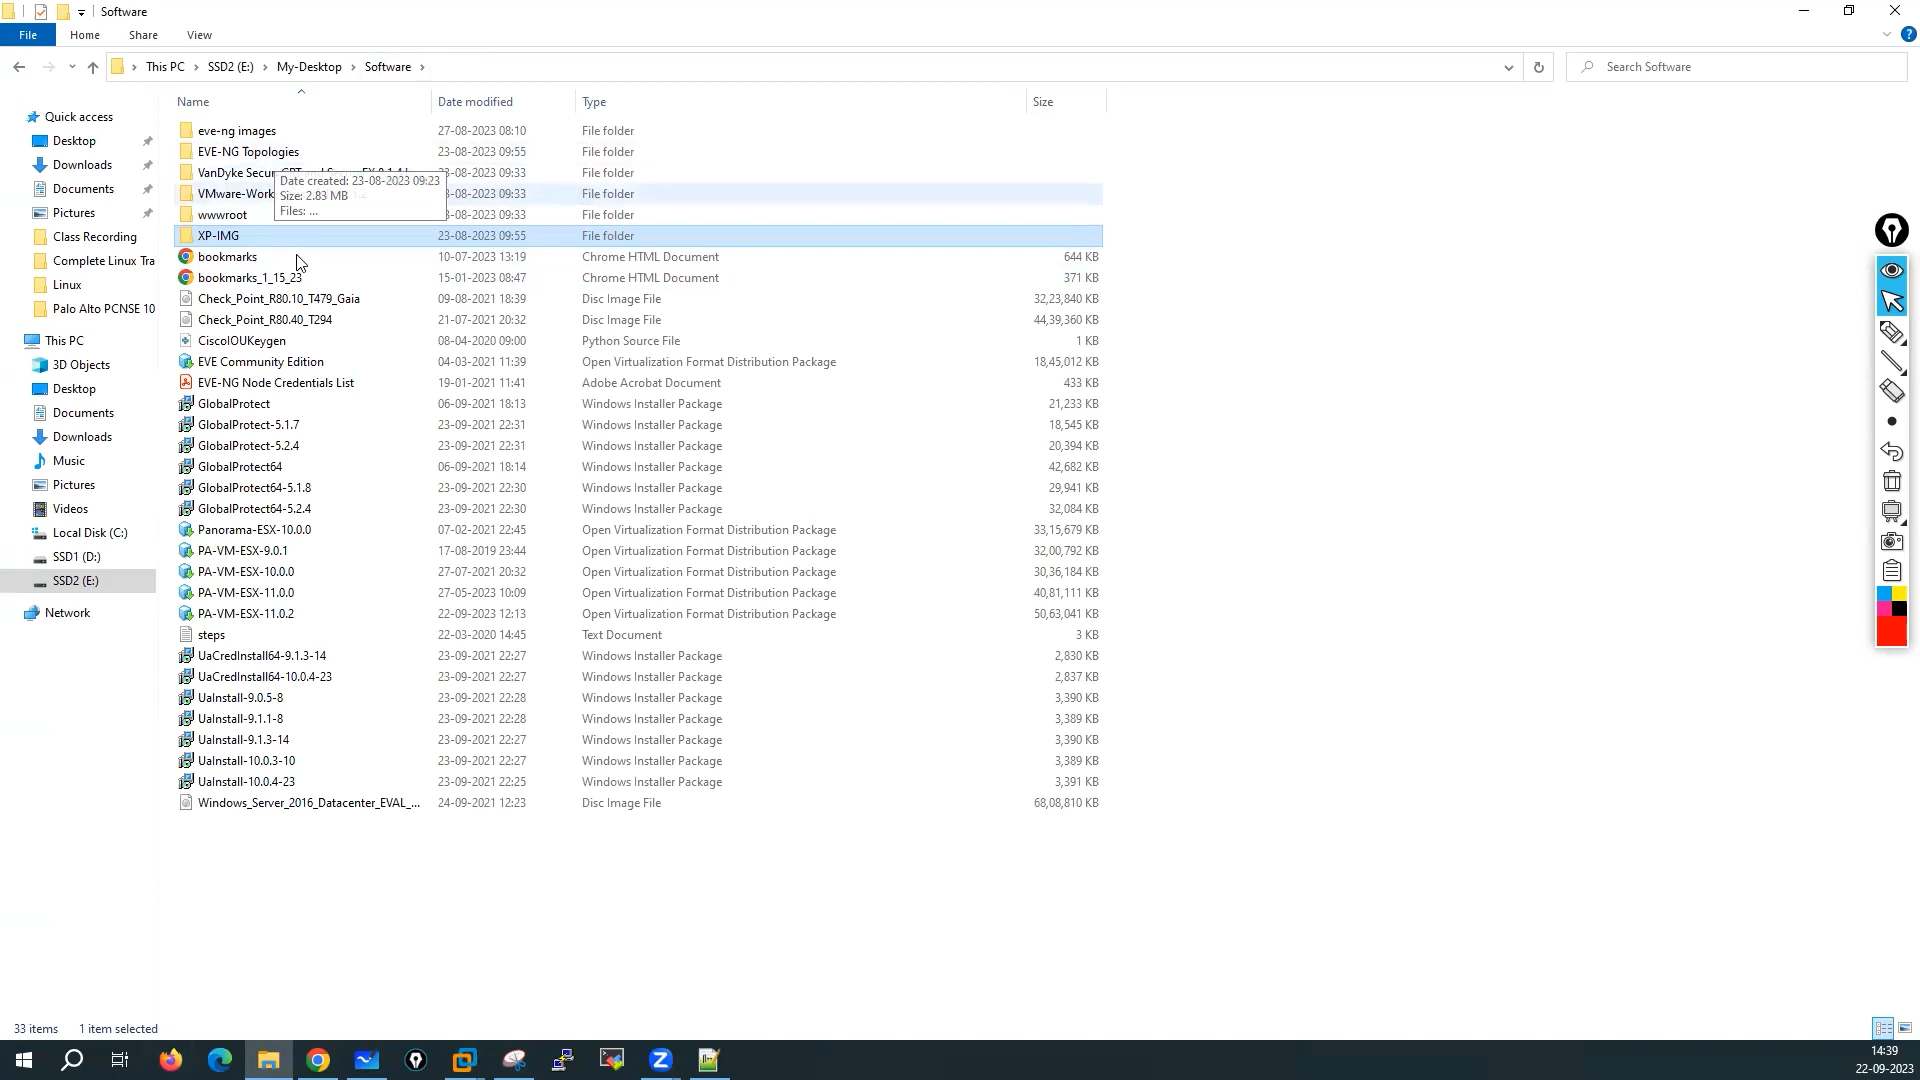 Software
File Home Share View
This PC SSD2 (E:) My-Desktop Software Search Software
Name Date modified Type Size
Quick access
Desktop
Downloads
Documents
Pictures
Class Recording
Complete Linux Tra
Linux
Palo Alto PCNSE 10
This PC
3D Objects
Desktop
Documents
Downloads
Music
Pictures
Videos
Local Disk (C:)
SSD1 (D:)
SSD2 (E:)
Network
eve-ng images 27-08-2023 08:10 File folder
EVE-NG Topologies 23-08-2023 09:55 File folder
VanDyke 3-08-2023 09:33 File folder
VMware-Work 3-08-2023 09:33 File folder
wwwroot 3-08-2023 09:33 File folder
Date created: 23-08-2023 09:23
Size: 2.83 MB
Files: ...
XP-IMG 23-08-2023 09:55 File folder
bookmarks 10-07-2023 13:19 Chrome HTML Document 644 KB
bookmarks_1_15_23 15-01-2023 08:47 Chrome HTML Document 371 KB
Check_Point_R80.10_T479_Gaia 09-08-2021 18:39 Disc Image File 32,23,840 KB
Check_Point_R80.40_T294 21-07-2021 20:32 Disc Image File 44,39,360 KB
CiscoIOUKeygen 08-04-2020 09:00 Python Source File 1 KB
EVE Community Edition 04-03-2021 11:39 Open Virtualization Format Distribution Package 18,45,012 KB
EVE-NG Node Credentials List 19-01-2021 11:41 Adobe Acrobat Document 433 KB
GlobalProtect 06-09-2021 18:13 Windows Installer Package 21,233 KB
GlobalProtect-5.1.7 23-09-2021 22:31 Windows Installer Package 18,545 KB
GlobalProtect-5.2.4 23-09-2021 22:31 Windows Installer Package 20,394 KB
GlobalProtect64 06-09-2021 18:14 Windows Installer Package 42,682 KB
GlobalProtect64-5.1.8 23-09-2021 22:30 Windows Installer Package 29,941 KB
GlobalProtect64-5.2.4 23-09-2021 22:30 Windows Installer Package 32,084 KB
Panorama-ESX-10.0.0 07-02-2021 22:45 Open Virtualization Format Distribution Package 33,15,679 KB
PA-VM-ESX-9.0.1 17-08-2019 23:44 Open Virtualization Format Distribution Package 32,00,792 KB
PA-VM-ESX-10.0.0 27-07-2021 20:32 Open Virtualization Format Distribution Package 30,36,184 KB
PA-VM-ESX-11.0.0 27-05-2023 10:09 Open Virtualization Format Distribution Package 40,81,111 KB
PA-VM-ESX-11.0.2 22-09-2023 12:13 Open Virtualization Format Distribution Package 50,63,041 KB
steps 22-03-2020 14:45 Text Document 3 KB
UaCredInstall64-9.1.3-14 23-09-2021 22:27 Windows Installer Package 2,830 KB
UaCredInstall64-10.0.4-23 23-09-2021 22:27 Windows Installer Package 2,837 KB
UaInstall-9.0.5-8 23-09-2021 22:28 Windows Installer Package 3,390 KB
UaInstall-9.1.1-8 23-09-2021 22:28 Windows Installer Package 3,389 KB
UaInstall-9.1.3-14 23-09-2021 22:27 Windows Installer Package 3,390 KB
UaInstall-10.0.3-10 23-09-2021 22:27 Windows Installer Package 3,389 KB
UaInstall-10.0.4-23 23-09-2021 22:25 Windows Installer Package 3,391 KB
Windows_Server_2016_Datacenter_EVAL_... 24-09-2021 12:23 Disc Image File 68,08,810 KB
33 items 1 item selected
14:39
22-09-2023